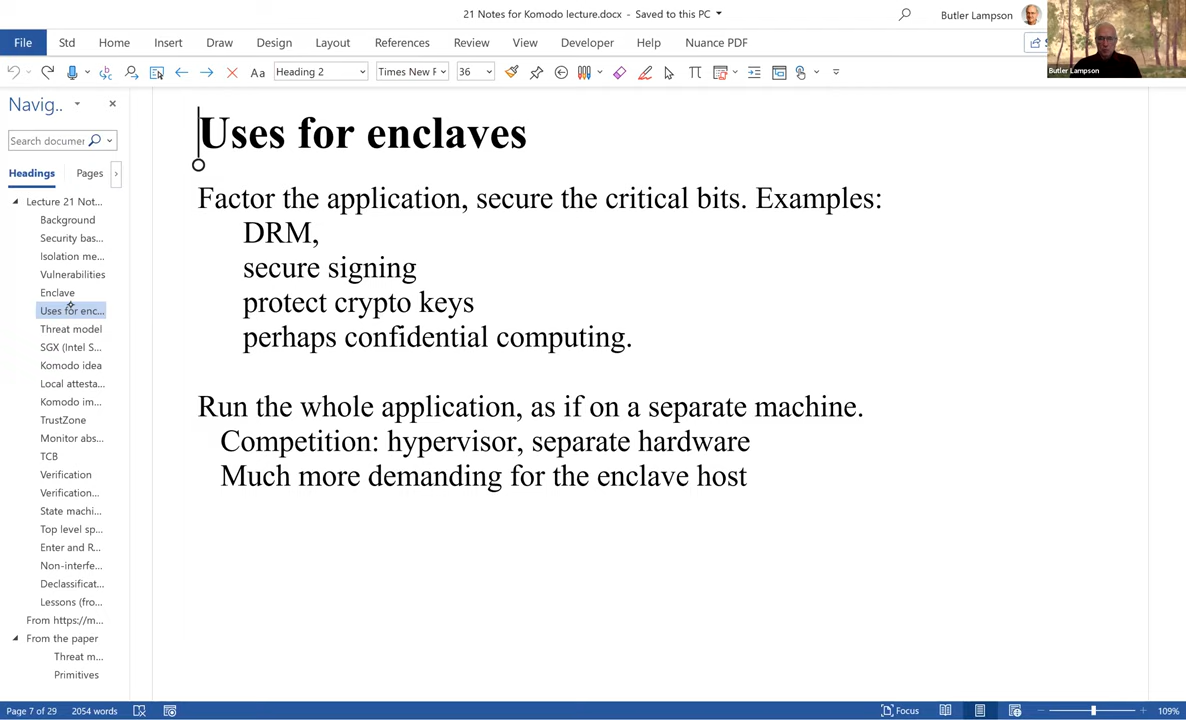 21 Notes for Komodo lecture.docx - Saved to this PC
Butler Lampson
File Std Home Insert Draw Design Layout References Review View Developer Help Nuance PDF
Aa Heading 2 Times New F 36
Butler Lampson
Navig..
Search documer
Headings Pages
Lecture 21 Not...
Background
Security bas...
Isolation me...
Vulnerabilities
Enclave
Uses for enc...
Threat model
SGX (Intel S...
Komodo idea
Local attesta...
Komodo im...
TrustZone
Monitor abs...
TCB
Verification
Verification...
State machi...
Top level sp...
Enter and R...
Non-interfe...
Declassificat...
Lessons (fro...
From https://m...
From the paper
Threat m...
Primitives
Uses for enclaves
Factor the application, secure the critical bits. Examples:
DRM,
secure signing
protect crypto keys
perhaps confidential computing.
Run the whole application, as if on a separate machine.
Competition: hypervisor, separate hardware
Much more demanding for the enclave host
Page 7 of 29 2054 words Focus 109%